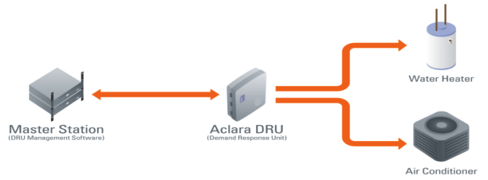 Water Heater
Master Station
(DRU Management Software)
Aclara DRU
(Demand Response Unit)
Air Conditioner